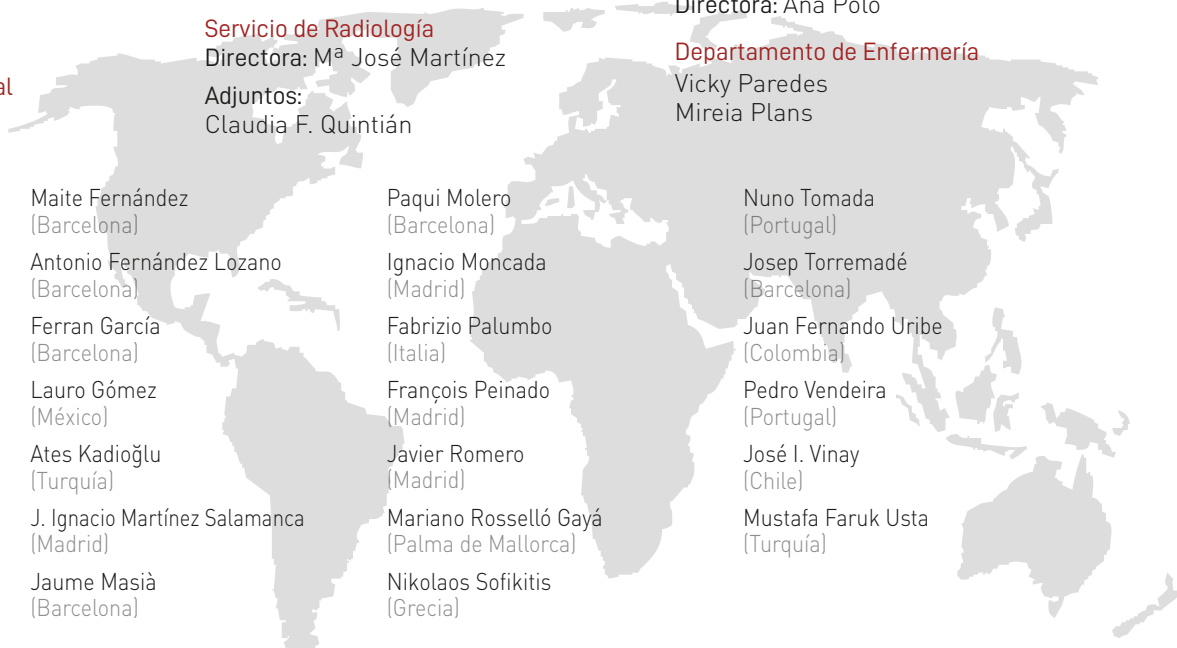 al
Servicio de Radiología
Directora: Mª José Martínez
Adjuntos:
Claudia F. Quintián
Directora: Ana Polo
Departamento de Enfermería
Vicky Paredes
Mireia Plans
Maite Fernández
(Barcelona)
Antonio Fernández Lozano
(Barcelona)
Ferran García
(Barcelona)
Lauro Gómez
(México)
Ates Kadioğlu
(Turquía)
J. Ignacio Martínez Salamanca
(Madrid)
Jaume Masià
(Barcelona)
Paqui Molero
(Barcelona)
Ignacio Moncada
(Madrid)
Fabrizio Palumbo
(Italia)
François Peinado
(Madrid)
Javier Romero
(Madrid)
Mariano Rosselló Gayá
(Palma de Mallorca)
Nikolaos Sofikitis
(Grecia)
Nuno Tomada
(Portugal)
Josep Torremadé
(Barcelona)
Juan Fernando Uribe
(Colombia)
Pedro Vendeira
(Portugal)
José I. Vinay
(Chile)
Mustafa Faruk Usta
(Turquía)